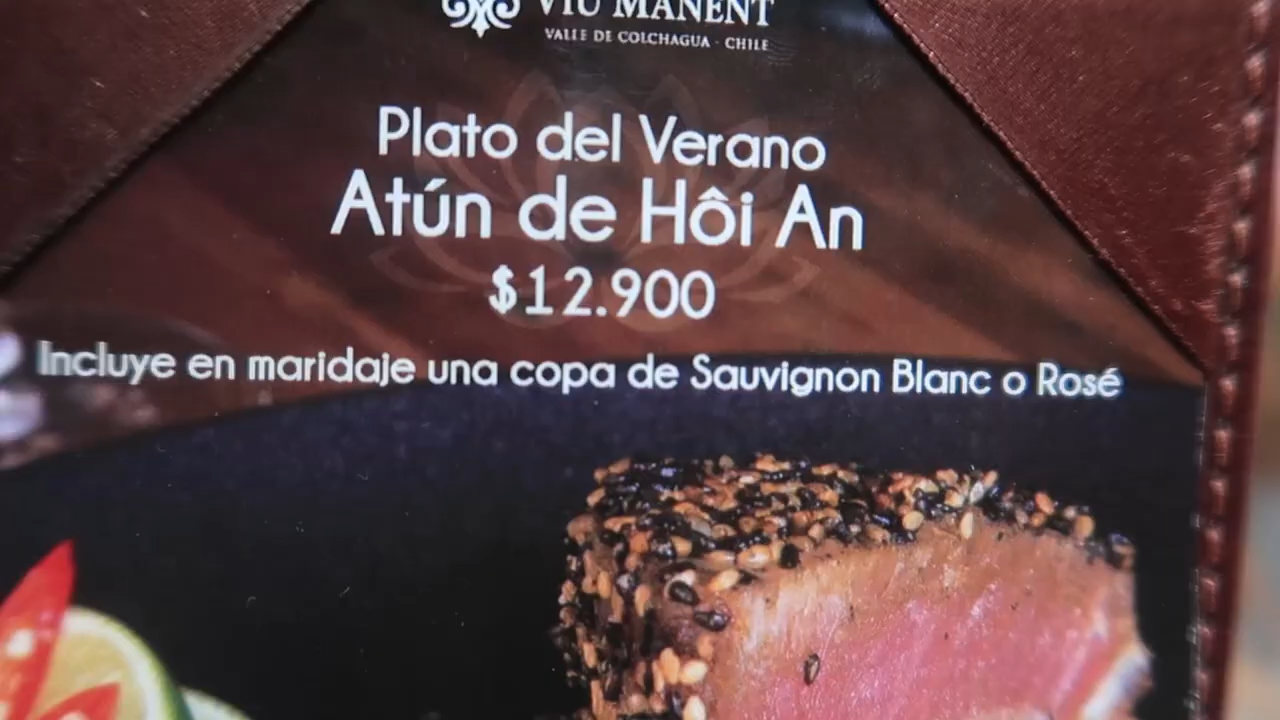 VIU MANENT
VALLE DE COLCHAGUA - CHILE
Plato del Verano
Atún de Hôi An
$12.900
Incluye en maridaje una copa de Sauvignon Blanc o Rosé